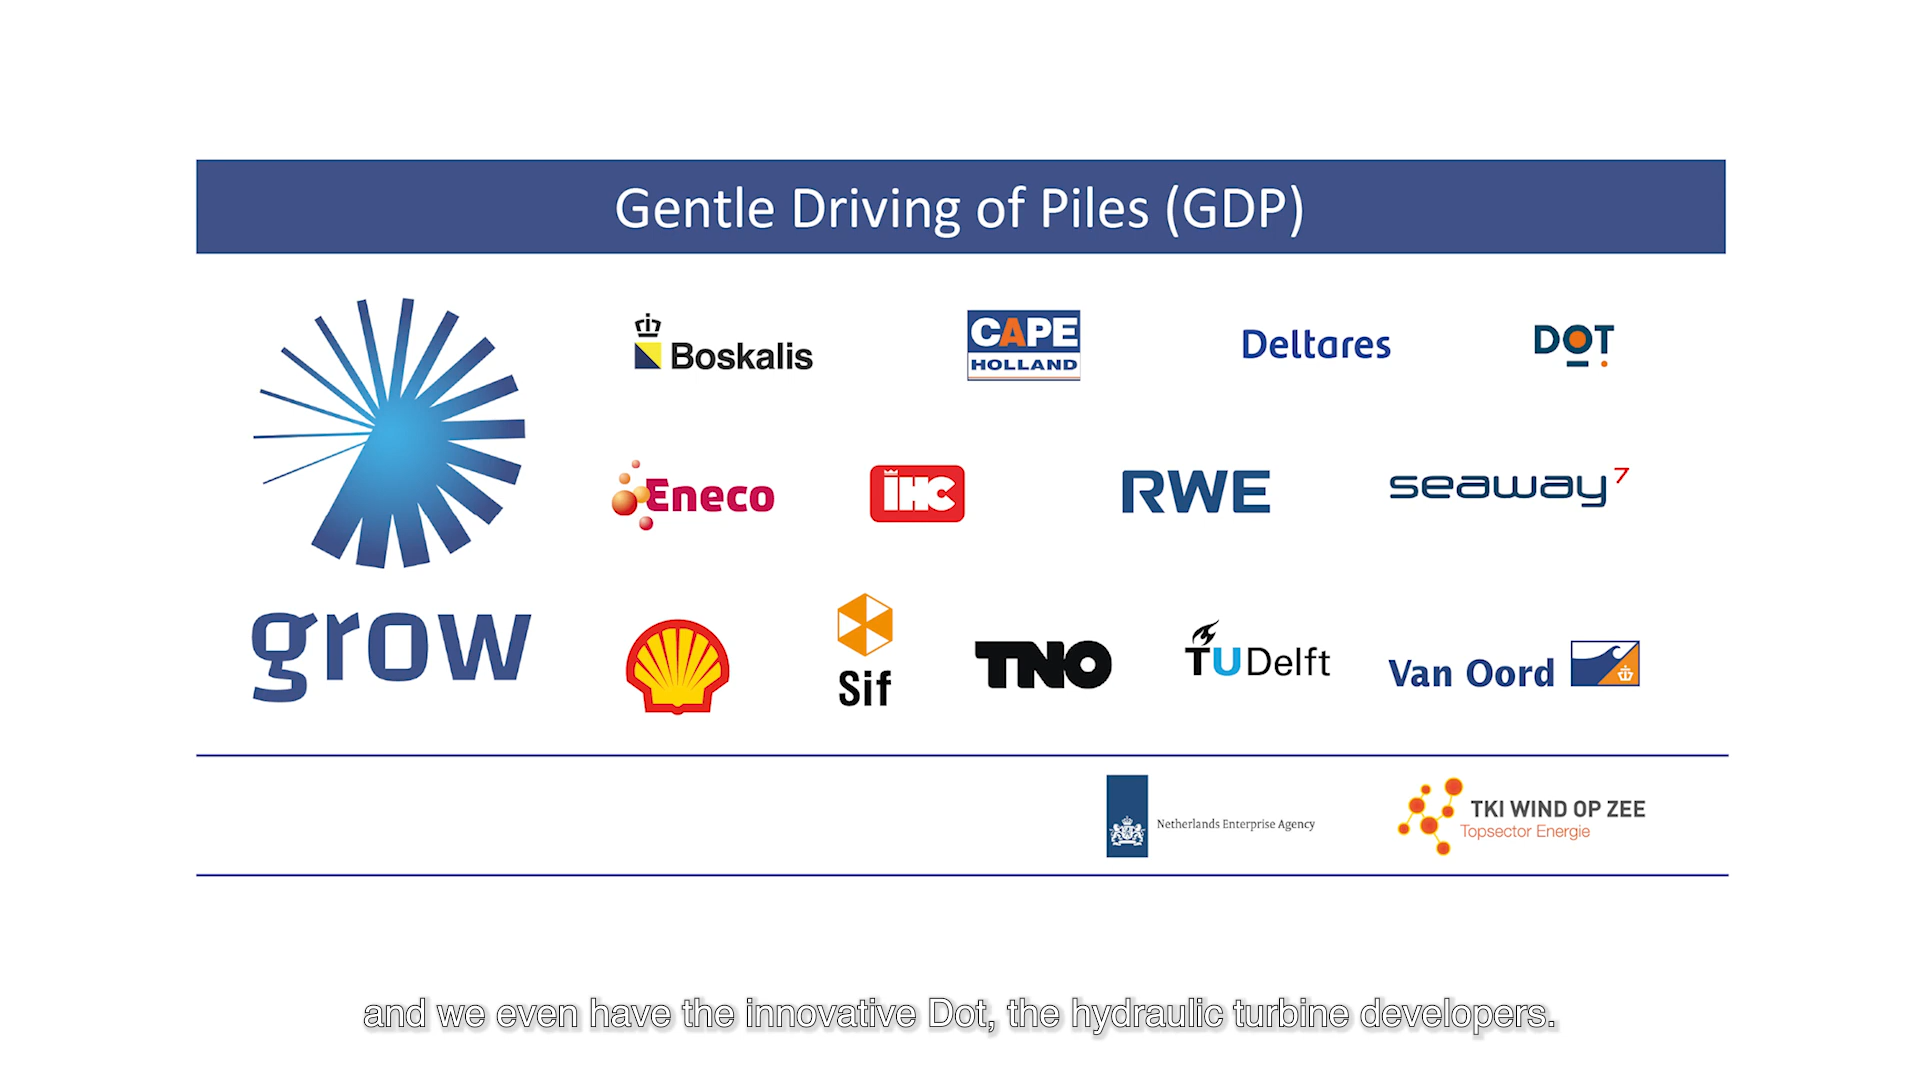 Gentle Driving of Piles (GDP)
Boskalis
CAPE
HOLLAND
Deltares
DOT
Eneco
IHC
RWE
seaway7
grow
Sif
TNO
TU Delft
Van Oord
Netherlands Enterprise Agency
TKI WIND OP ZEE
Topsector Energie
and we even have the innovative Dot, the hydraulic turbine developers.